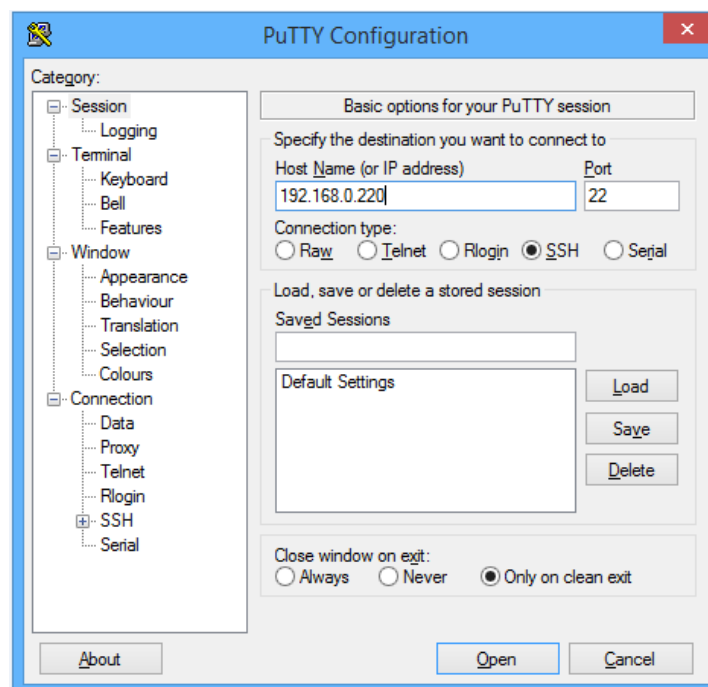 PuTTY Configuration
Category:
Session
Logging
Terminal
Keyboard
Bell
Features
Window
Appearance
Behaviour
Translation
Selection
Colours
Connection
Data
Proxy
Telnet
Rlogin
SSH
Serial
Basic options for your PuTTY session
Specify the destination you want to connect to
Host Name (or IP address) Port
192.168.0.220 22
Connection type:
Raw Telnet Rlogin SSH Serial
Load, save or delete a stored session
Saved Sessions
Default Settings
Load
Save
Delete
Close window on exit:
Always Never Only on clean exit
About Open Cancel